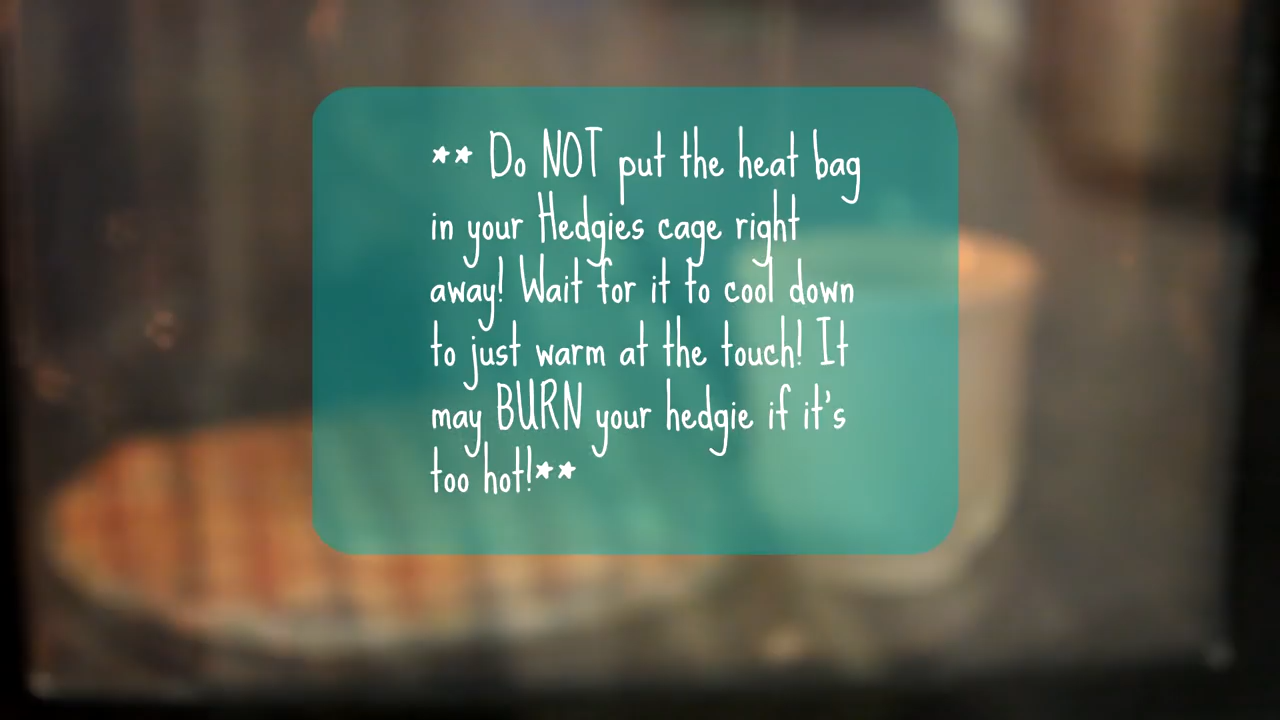 ** Do NOT put the heat bag
in your Hedgies cage right
away! Wait for it to cool down
to just warm at the touch! It
may BURN your hedgie if it's
too hot!**